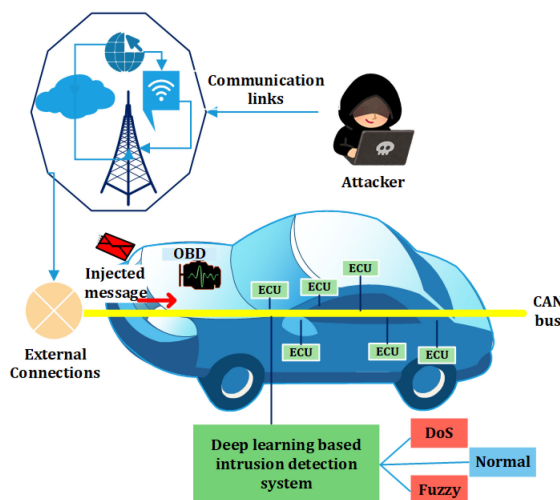 Communication
links
Attacker
OBD
Injected
message
ECU
ECU
ECU
CAN
bus
ECU
ECU
ECU
External
Connections
Deep learning based
intrusion detection
system
DoS
Normal
Fuzzy